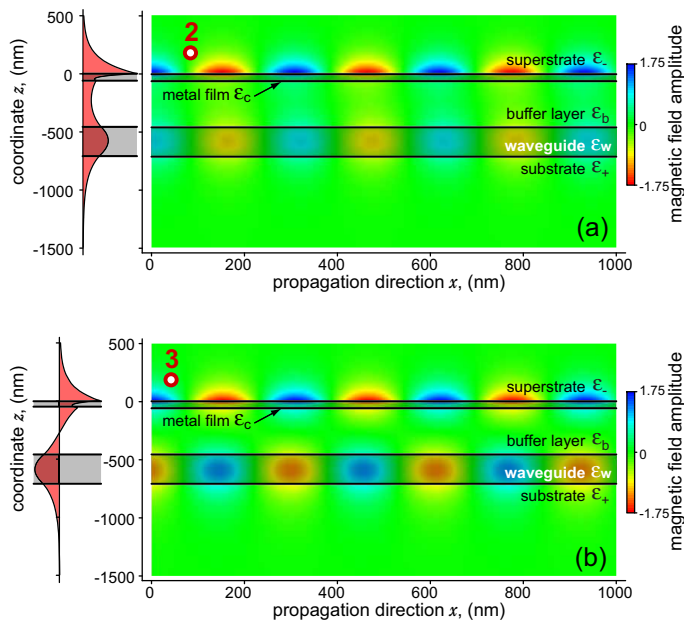 coordinate z, (nm)
500
0
-500
-1000
-1500
2
superstrate ε-
metal film εc
buffer layer εb
waveguide εw
substrate ε+
(a)
0 200 400 600 800 1000
propagation direction x, (nm)
1.75
0
-1.75
magnetic field amplitude
coordinate z, (nm)
500
0
-500
-1000
-1500
3
superstrate ε-
metal film εc
buffer layer εb
waveguide εw
substrate ε+
(b)
0 200 400 600 800 1000
propagation direction x, (nm)
1.75
0
-1.75
magnetic field amplitude